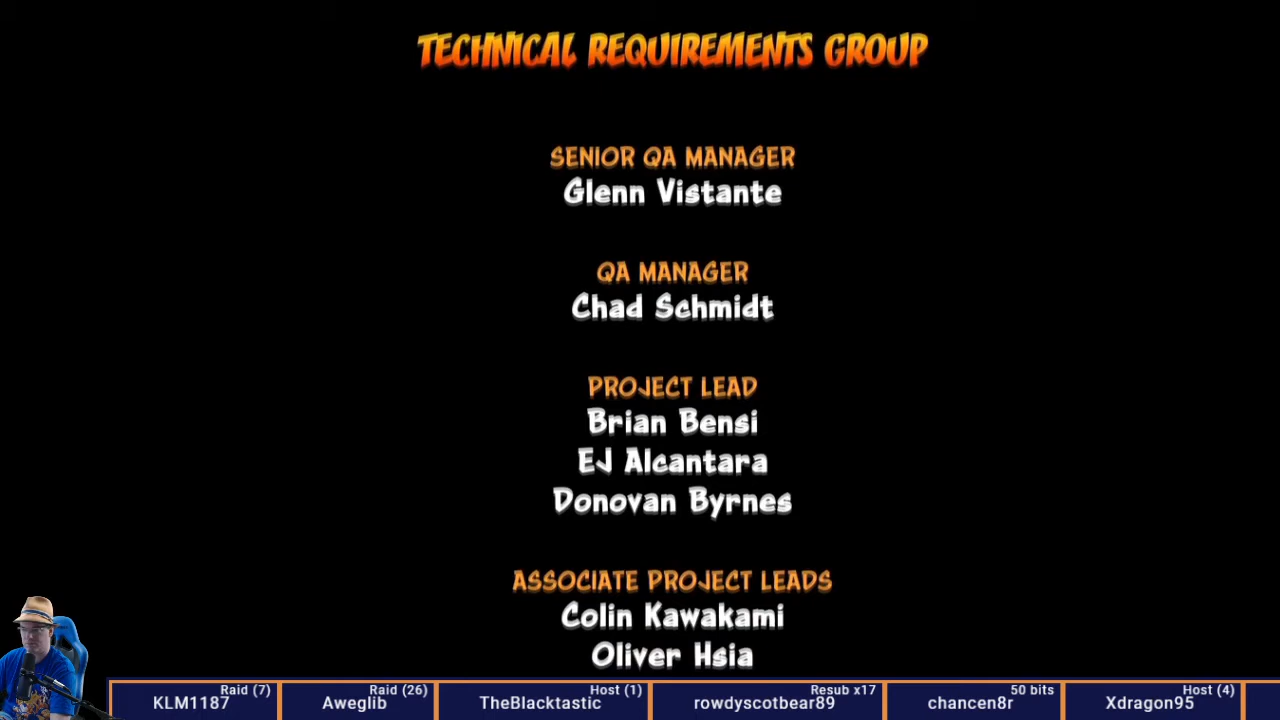 TECHNICAL REQUIREMENTS GROUP
SENIOR QA MANAGER
Glenn Vistante
QA MANAGER
Chad Schmidt
PROJECT LEAD
Brian Bensi
EJ Alcantara
Donovan Byrnes
ASSOCIATE PROJECT LEADS
Colin Kawakami
Oliver Hsia
Raid (7)
KLM1187
Raid (26)
Aweglib
Host (1)
TheBlacktastic
Resub x17
rowdyscotbear89
50 bits
chancen8r
Host (4)
Xdragon95